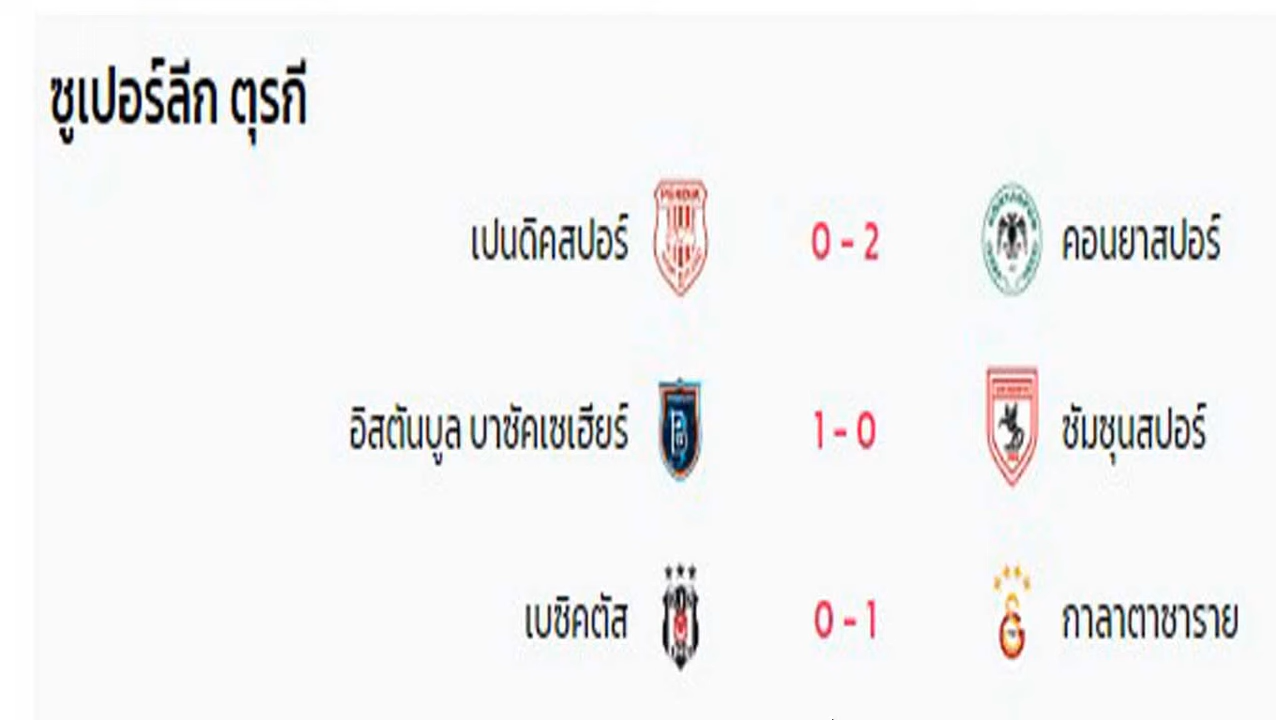 ซูเปอร์ลีก ตุรกี
เปนดิคสปอร์ 0 - 2 คอนยาสปอร์
อิสตันบูล บาซัคเซเฮียร์ 1 - 0 ซัมซุนสปอร์
เบซิคตัส 0 - 1 กาลาตาซาราย